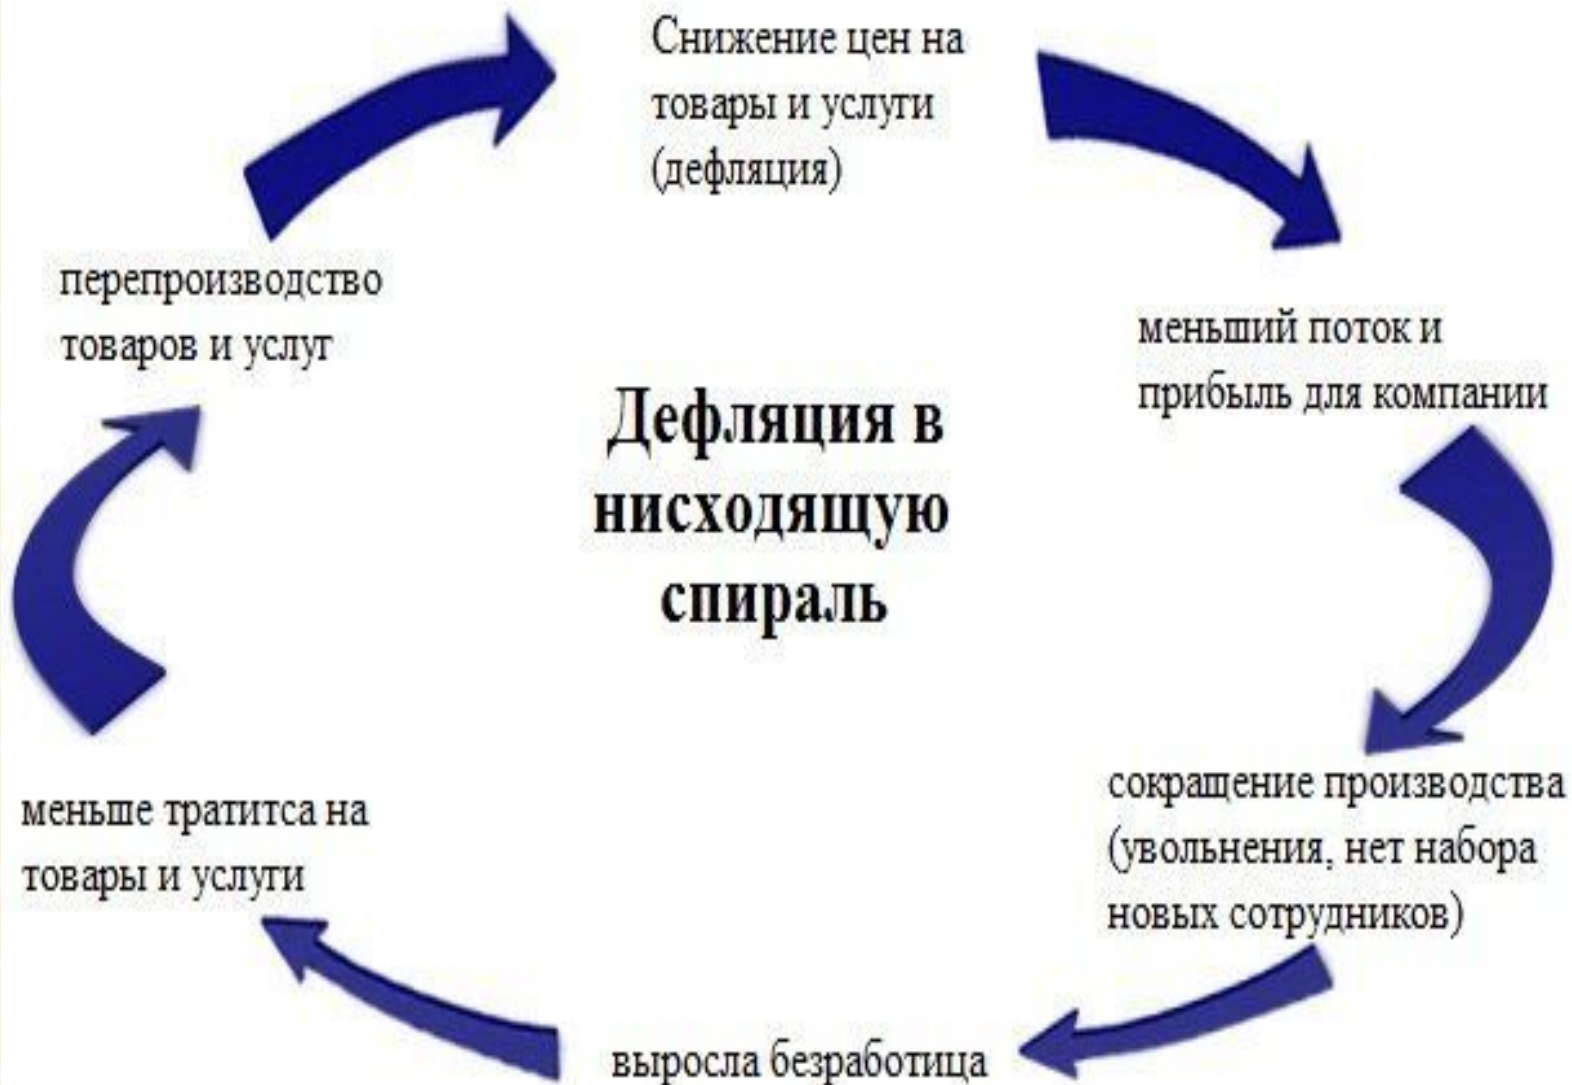 Снижение цен на
товары и услуги
(дефляция)
меньший поток и
прибыль для компании
сокращение производства
(увольнения, нет набора
новых сотрудников)
выросла безработица
меньше тратитса на
товары и услуги
перепроизводство
товаров и услуг
Дефляция в
нисходящую
спираль